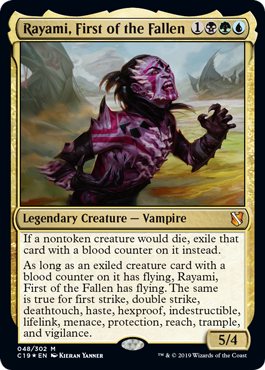 Rayami, First of the Fallen 1
Legendary Creature — Vampire
If a nontoken creature would die, exile that
card with a blood counter on it instead.
As long as an exiled creature card with a
blood counter on it has flying, Rayami,
First of the Fallen has flying. The same
is true for first strike, double strike,
deathtouch, haste, hexproof, indestructible,
lifelink, menace, protection, reach, trample,
and vigilance.
5/4
048/302 M
C19 ★ EN KIERAN YANNER
™ & © 2019 Wizards of the Coast